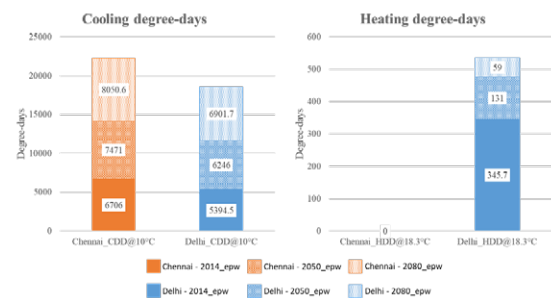 Cooling degree-days
25000
20000
15000
10000
5000
0
Degree-days
8050.6
7471
6706
6901.7
6246
5394.5
Chennai_CDD@10°C
Delhi_CDD@10°C
Heating degree-days
600
500
400
300
200
100
0
Degree-days
0
59
131
345.7
Chennai_HDD@18.3°C
Delhi_HDD@18.3°C
Chennai - 2014_epw
Chennai - 2050_epw
Chennai - 2080_epw
Delhi - 2014_epw
Delhi - 2050_epw
Delhi - 2080_epw